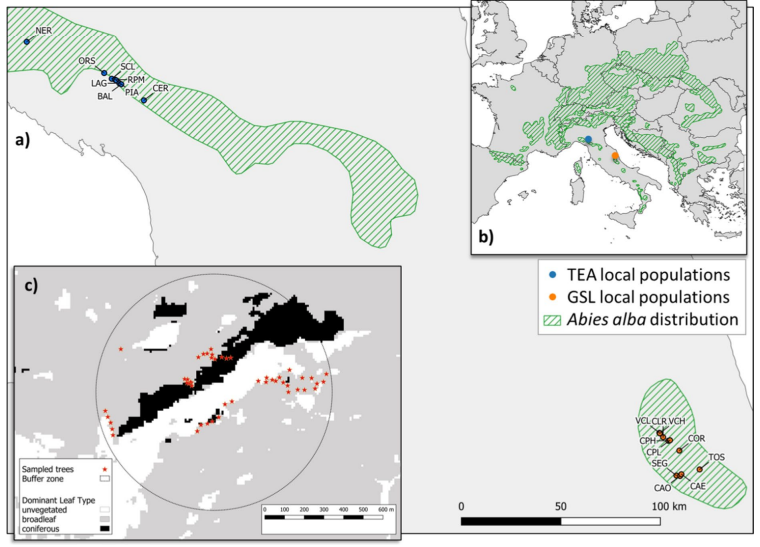 NER
ORS
SCL
LAG
RPM
BAL
PIA
CER
a)
b)
TEA local populations
GSL local populations
Abies alba distribution
c)
Sampled trees
Buffer zone
Dominant Leaf Type
unvegetated
broadleaf
coniferous
0 100 200 300 400 500 600 m
VCL CLR VCH
CPH
COR
CPL
SEG
TOS
CAO
CAE
0 50 100 km